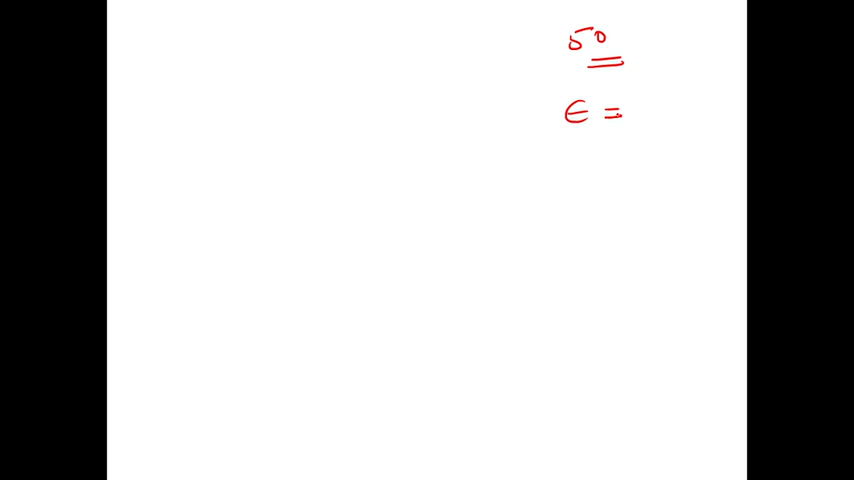 50
∈ =